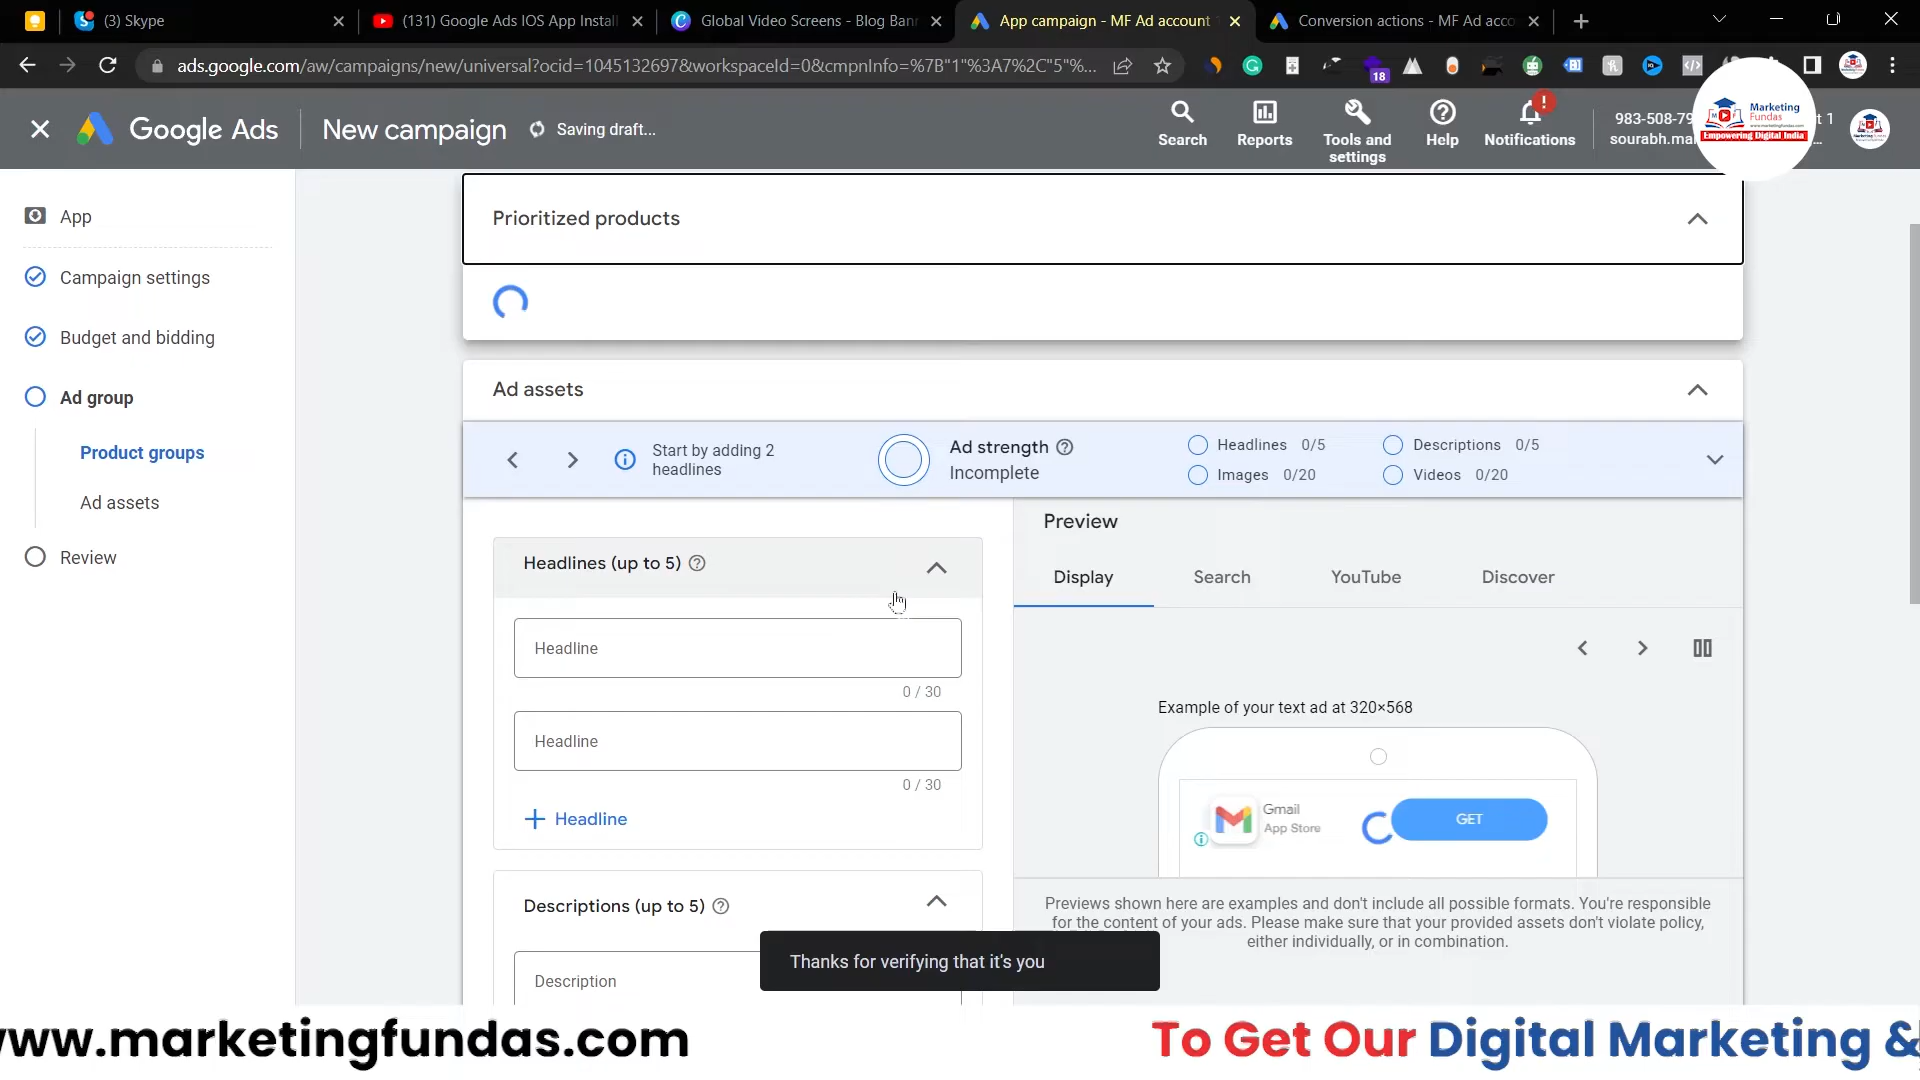 (3) Skype
(131) Google Ads IOS App Install
Global Video Screens - Blog Bann
App campaign - MF Ad account
Conversion actions - MF Ad acco
ads.google.com/aw/campaigns/new/universal?ocid=1045132697&workspaceId=0&cmpnInfo=%7B"1"%3A7%2C"5"%...
18
Google Ads
New campaign
Saving draft...
Search
Reports
Tools and settings
Help
!
Notifications
983-508-79
sourabh.mar
t 1
Marketing
Fundas
Empowering Digital India
App
Campaign settings
Budget and bidding
Ad group
Product groups
Ad assets
Review
Prioritized products
Ad assets
Start by adding 2
headlines
Ad strength
Incomplete
Headlines 0/5
Descriptions 0/5
Images 0/20
Videos 0/20
Headlines (up to 5)
Headline
0 / 30
Headline
0 / 30
+ Headline
Descriptions (up to 5)
Description
Preview
Display
Search
YouTube
Discover
Example of your text ad at 320×568
Gmail
App Store
GET
Previews shown here are examples and don't include all possible formats. You're responsible
for the content of your ads. Please make sure that your provided assets don't violate policy,
either individually, or in combination.
Thanks for verifying that it's you
www.marketingfundas.com
To Get Our Digital Marketing &